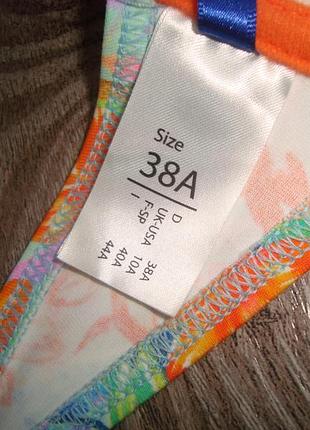 Size
38A
D 38A
UK-USA 10A
F-SP 40A
I 44A